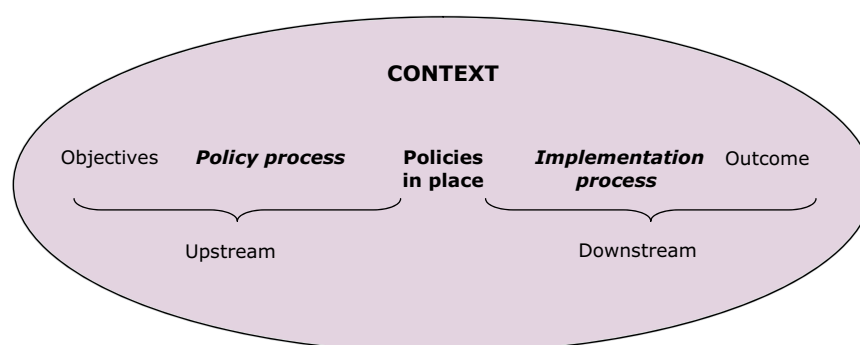 CONTEXT
Objectives Policy process Policies in place Implementation process Outcome
Upstream Downstream